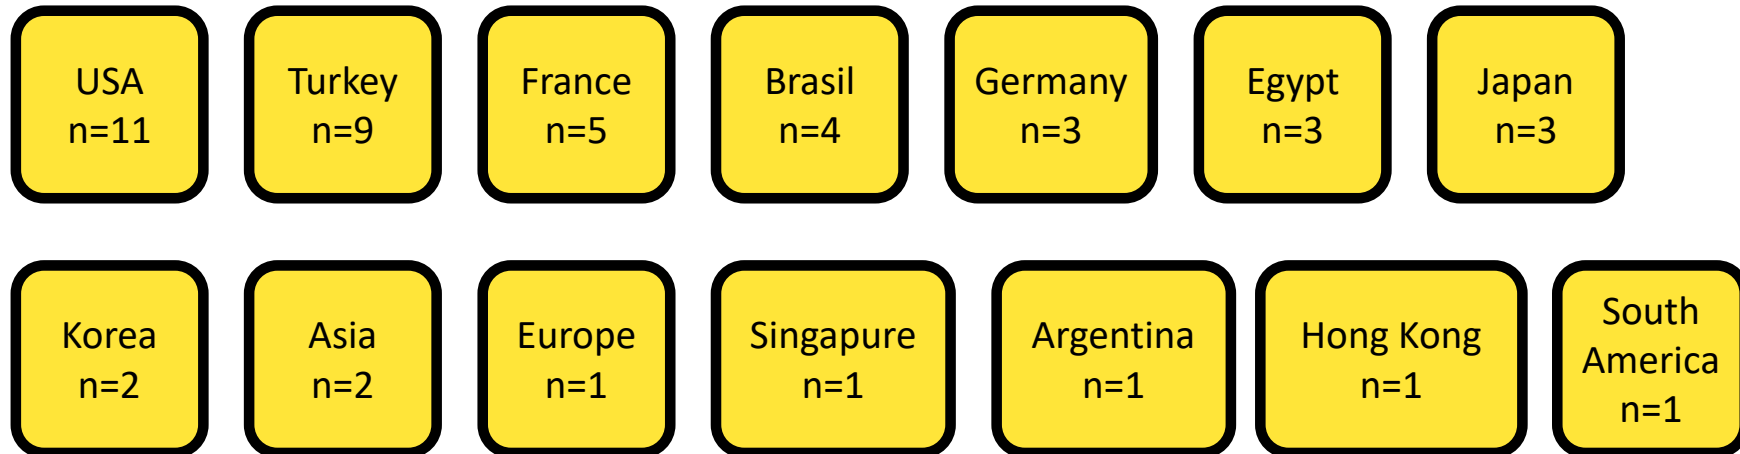 USA
n=11
Turkey
n=9
France
n=5
Brasil
n=4
Germany
n=3
Egypt
n=3
Japan
n=3
Korea
n=2
Asia
n=2
Europe
n=1
Singapure
n=1
Argentina
n=1
Hong Kong
n=1
South
America
n=1